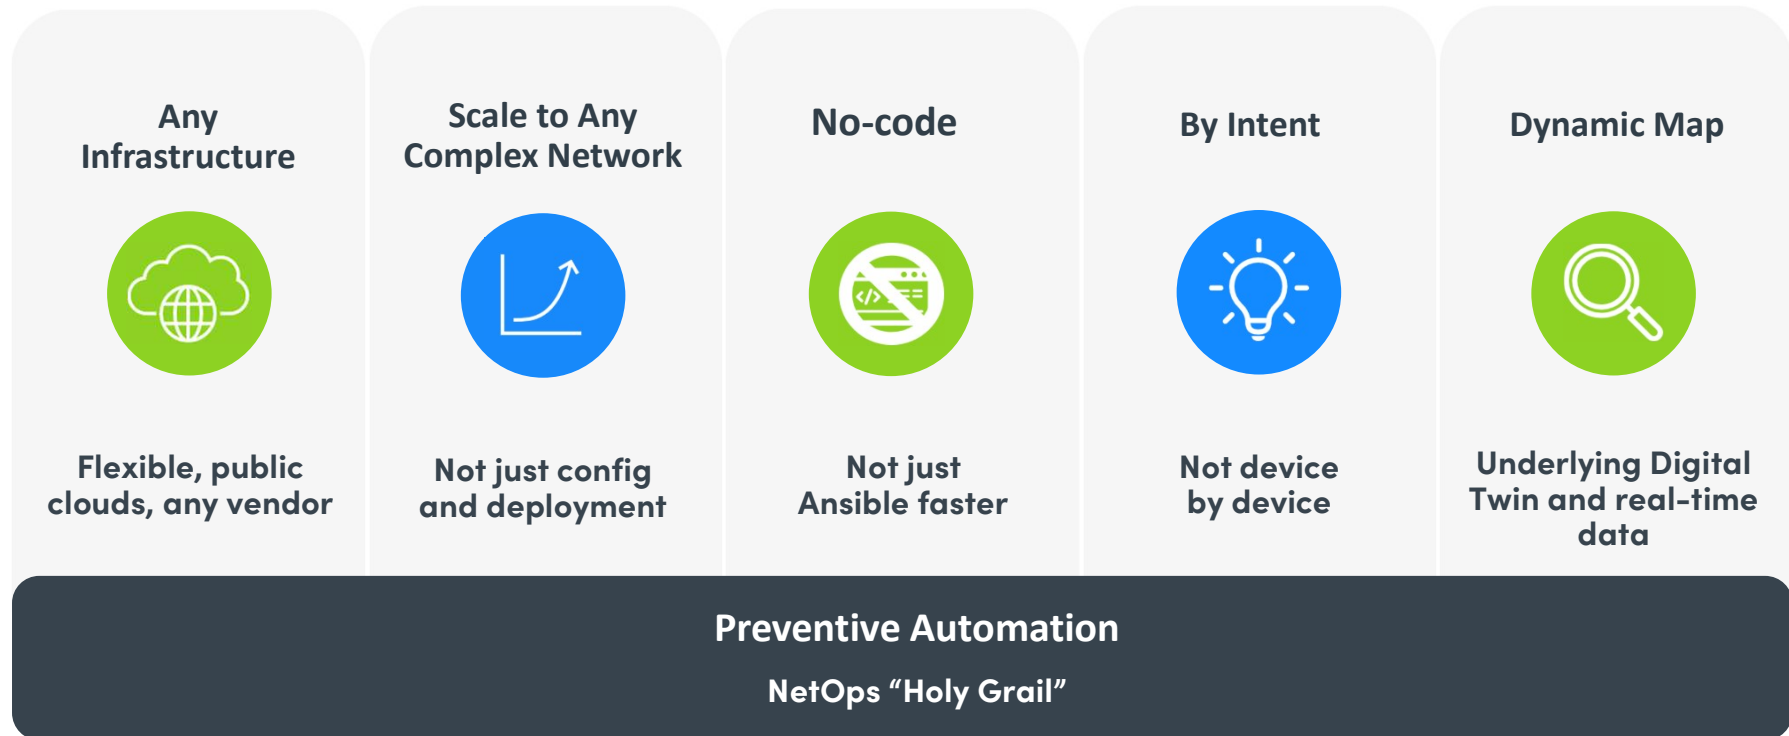 Any
Infrastructure
Flexible, public
clouds, any vendor
Scale to Any
Complex Network
Not just config
and deployment
No-code
</>
Not just
Ansible faster
By Intent
Not device
by device
Dynamic Map
Underlying Digital
Twin and real-time
data
Preventive Automation
NetOps “Holy Grail”